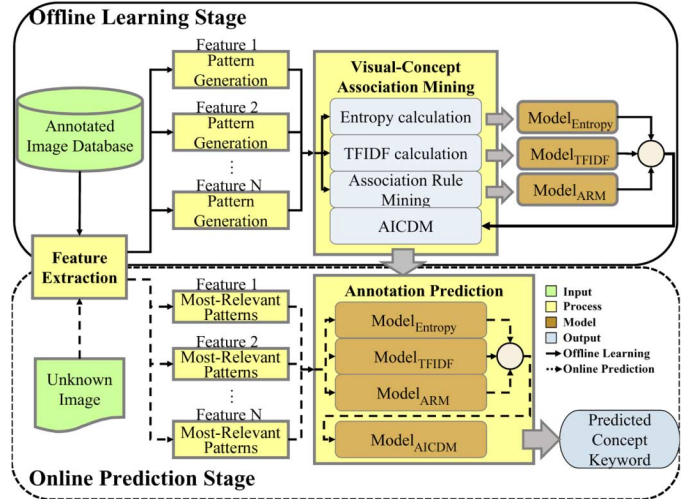 Offline Learning Stage
Feature 1
Pattern
Generation
Feature 2
Pattern
Generation
⋮
Feature N
Pattern
Generation
Annotated
Image Database
Feature
Extraction
Visual-Concept
Association Mining
Entropy calculation
TFIDF calculation
Association Rule
Mining
AICDM
ModelEntropy
ModelTFIDF
ModelARM
Unknown
Image
Feature 1
Most-Relevant
Patterns
Feature 2
Most-Relevant
Patterns
⋮
Feature N
Most-Relevant
Patterns
Annotation Prediction
ModelEntropy
ModelTFIDF
ModelARM
ModelAICDM
Input
Process
Model
Output
Offline Learning
Online Prediction
Predicted
Concept
Keyword
Online Prediction Stage